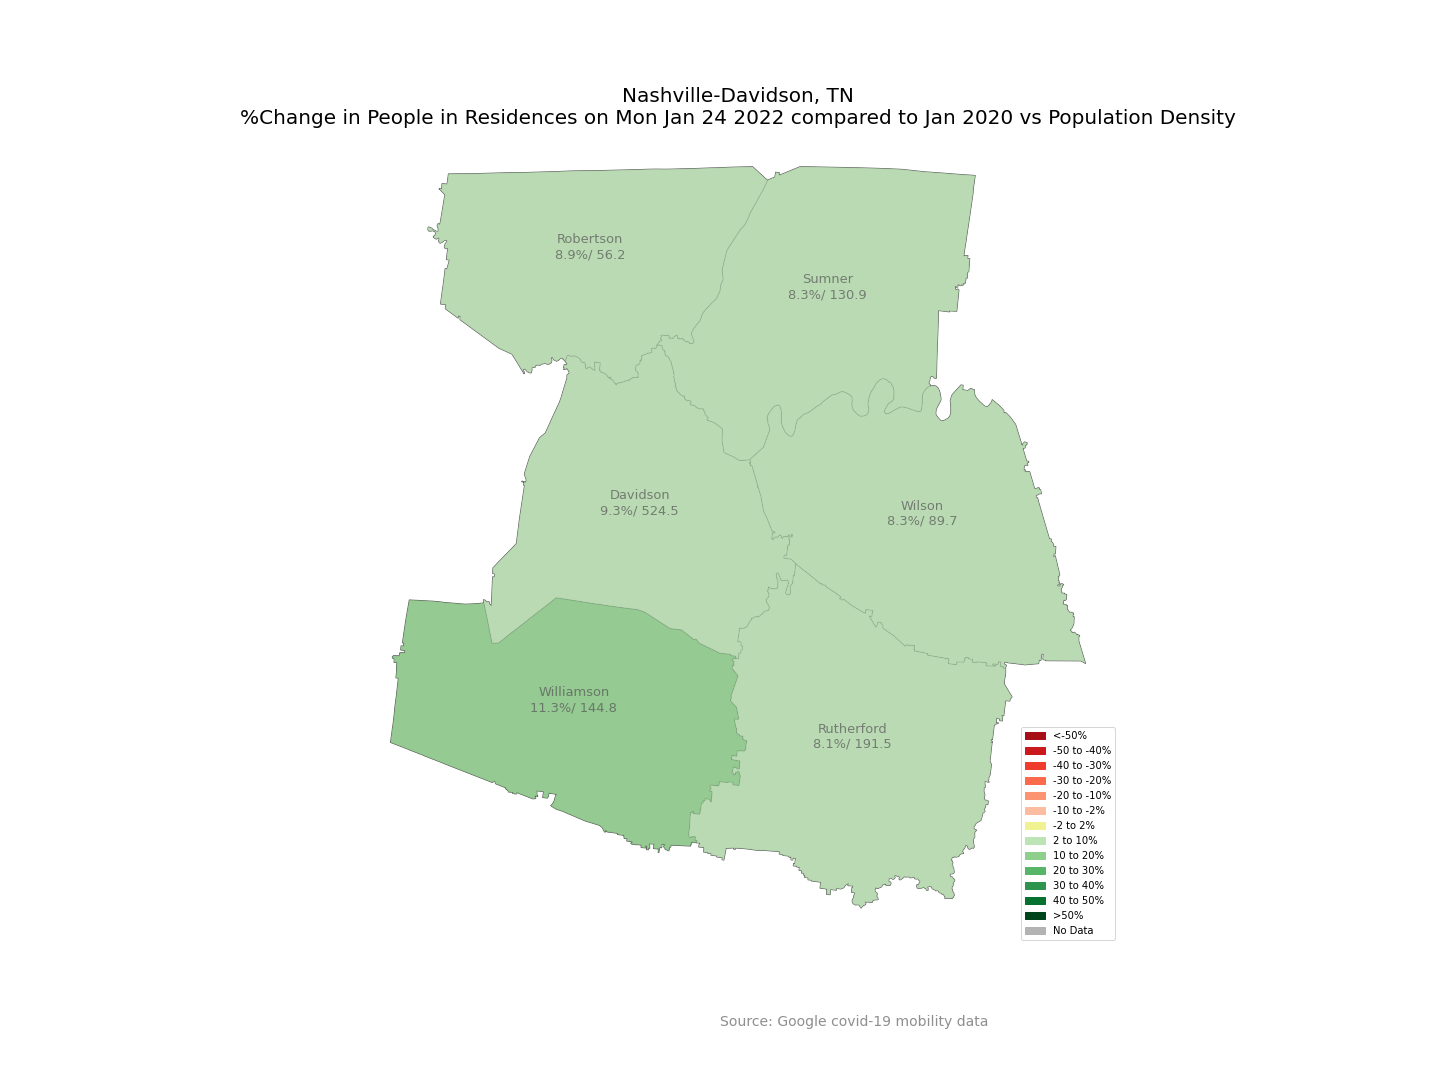 Nashville-Davidson, TN
%Change in People in Residences on Mon Jan 24 2022 compared to Jan 2020 vs Population Density
Robertson
8.9%/ 56.2
Sumner
8.3%/ 130.9
Davidson
9.3%/ 524.5
Wilson
8.3%/ 89.7
Williamson
11.3%/ 144.8
Rutherford
8.1%/ 191.5
<-50%
-50 to -40%
-40 to -30%
-30 to -20%
-20 to -10%
-10 to -2%
-2 to 2%
2 to 10%
10 to 20%
20 to 30%
30 to 40%
40 to 50%
>50%
No Data
Source: Google covid-19 mobility data